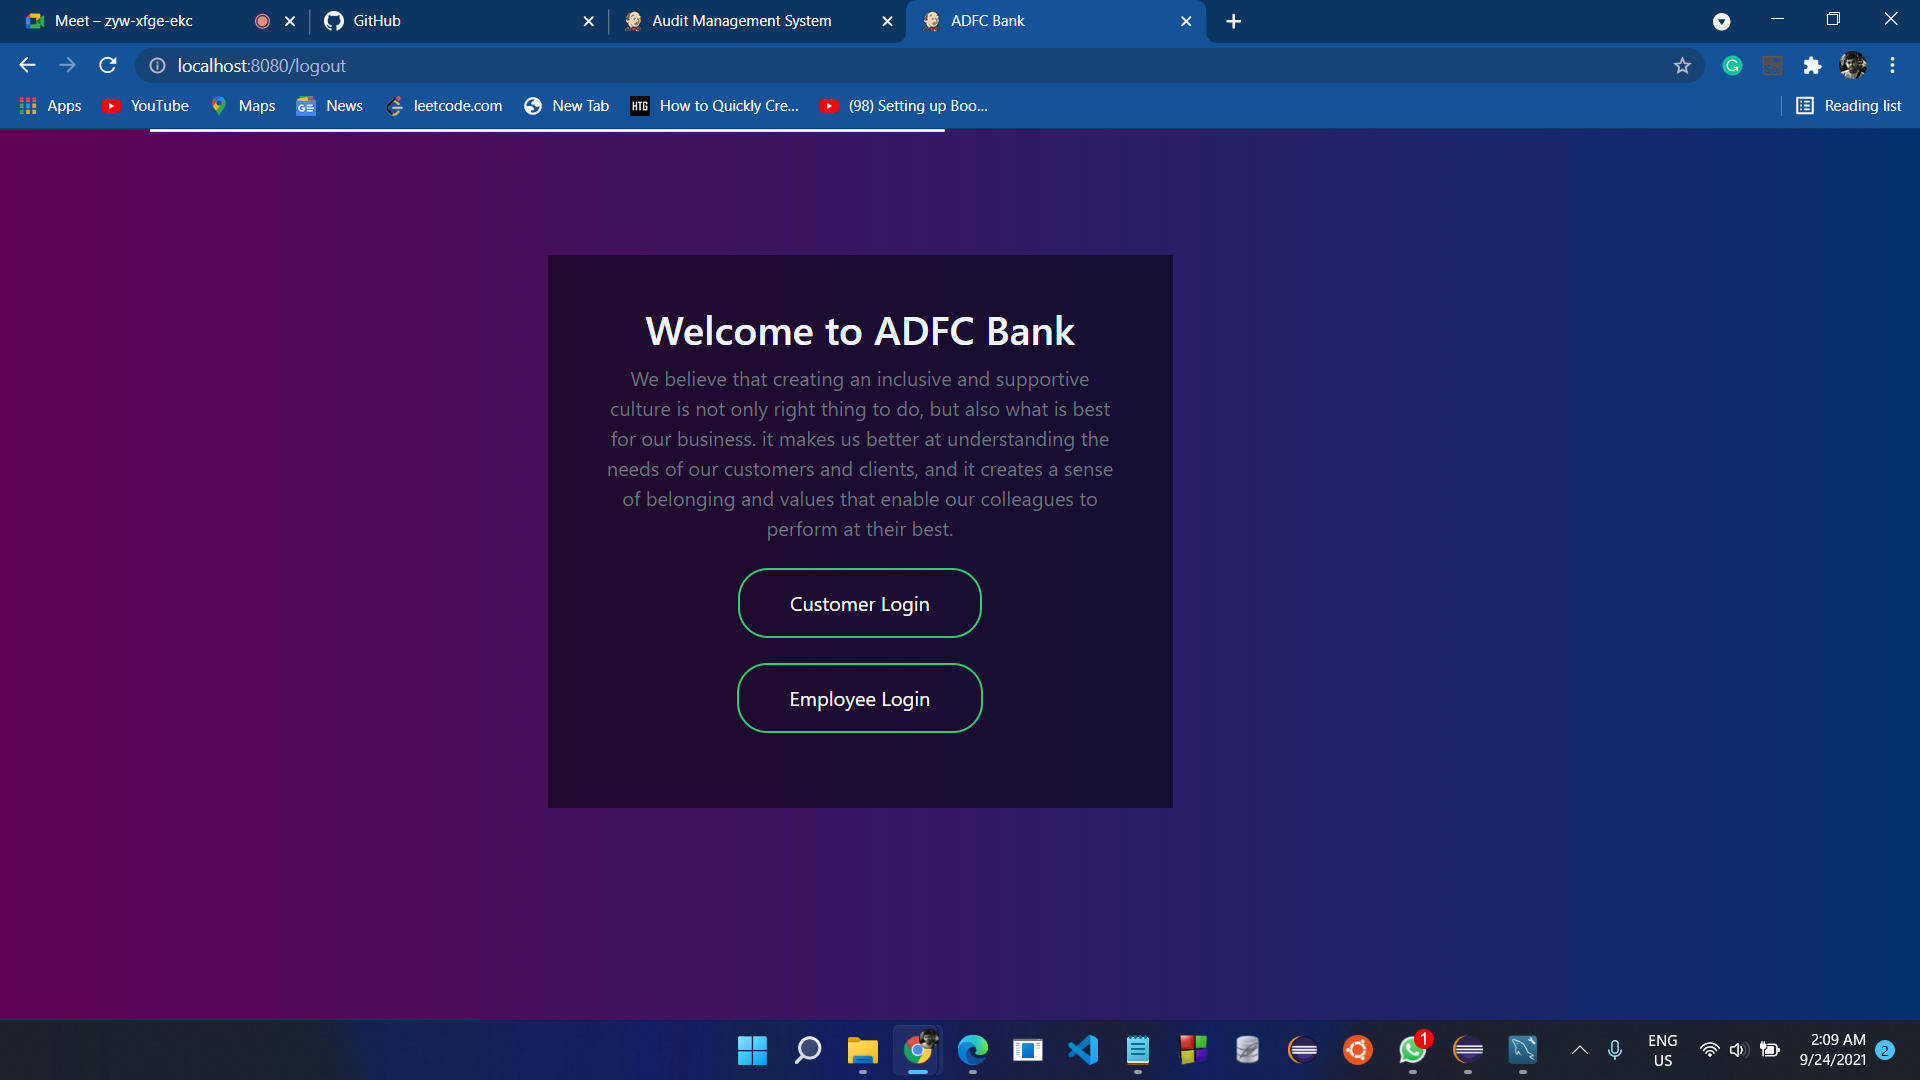 Meet – zyw-xfge-ekc
GitHub
Audit Management System
ADFC Bank
localhost:8080/logout
Apps
YouTube
Maps
News
leetcode.com
New Tab
HTG
How to Quickly Cre...
(98) Setting up Boo...
Reading list
Welcome to ADFC Bank
We believe that creating an inclusive and supportive
culture is not only right thing to do, but also what is best
for our business. it makes us better at understanding the
needs of our customers and clients, and it creates a sense
of belonging and values that enable our colleagues to
perform at their best.
Customer Login
Employee Login
1
ENG
US
2:09 AM
9/24/2021
2